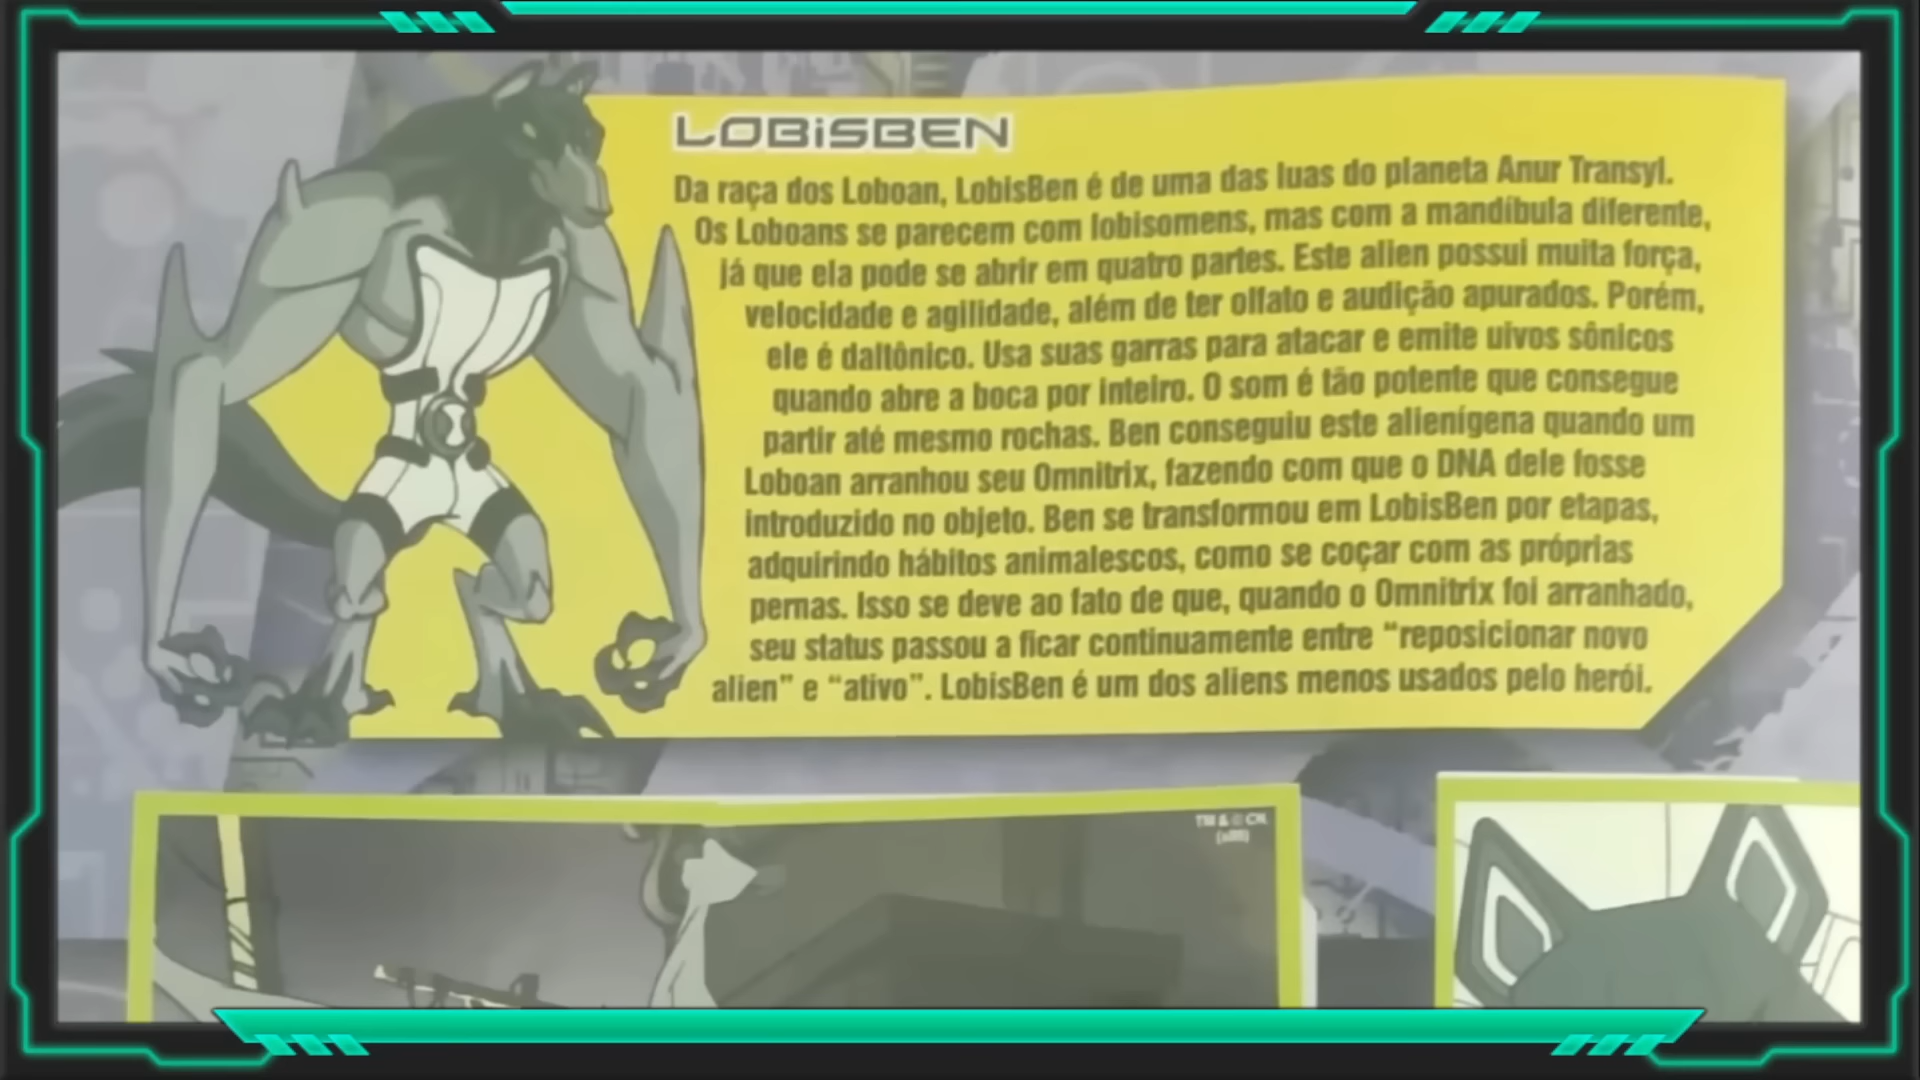 LOBiSBEN
Da raça dos Loboan, LobisBen é de uma das luas do planeta Anur Transyl.
Os Loboans se parecem com lobisomens, mas com a mandíbula diferente,
já que ela pode se abrir em quatro partes. Este alien possui muita força,
velocidade e agilidade, além de ter olfato e audição apurados. Porém,
ele é daltônico. Usa suas garras para atacar e emite uivos sônicos
quando abre a boca por inteiro. O som é tão potente que consegue
partir até mesmo rochas. Ben conseguiu este alienígena quando um
Loboan arranhou seu Omnitrix, fazendo com que o DNA dele fosse
introduzido no objeto. Ben se transformou em LobisBen por etapas,
adquirindo hábitos animalescos, como se coçar com as próprias
pernas. Isso se deve ao fato de que, quando o Omnitrix foi arranhado,
seu status passou a ficar continuamente entre “reposicionar novo
alien” e “ativo”. LobisBen é um dos aliens menos usados pelo herói.
TM & © CN.